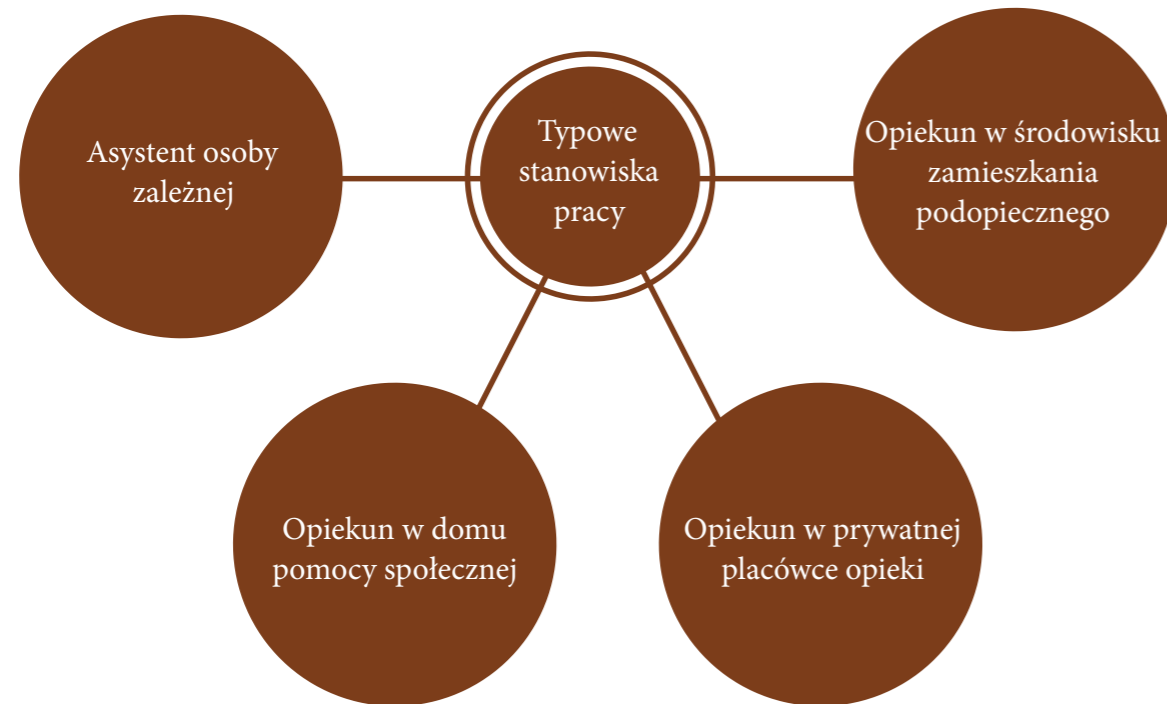 Asystent osoby
zależnej
Typowe
stanowiska
pracy
Opiekun w środowisku
zamieszkania
podopiecznego
Opiekun w domu
pomocy społecznej
Opiekun w prywatnej
placówce opieki